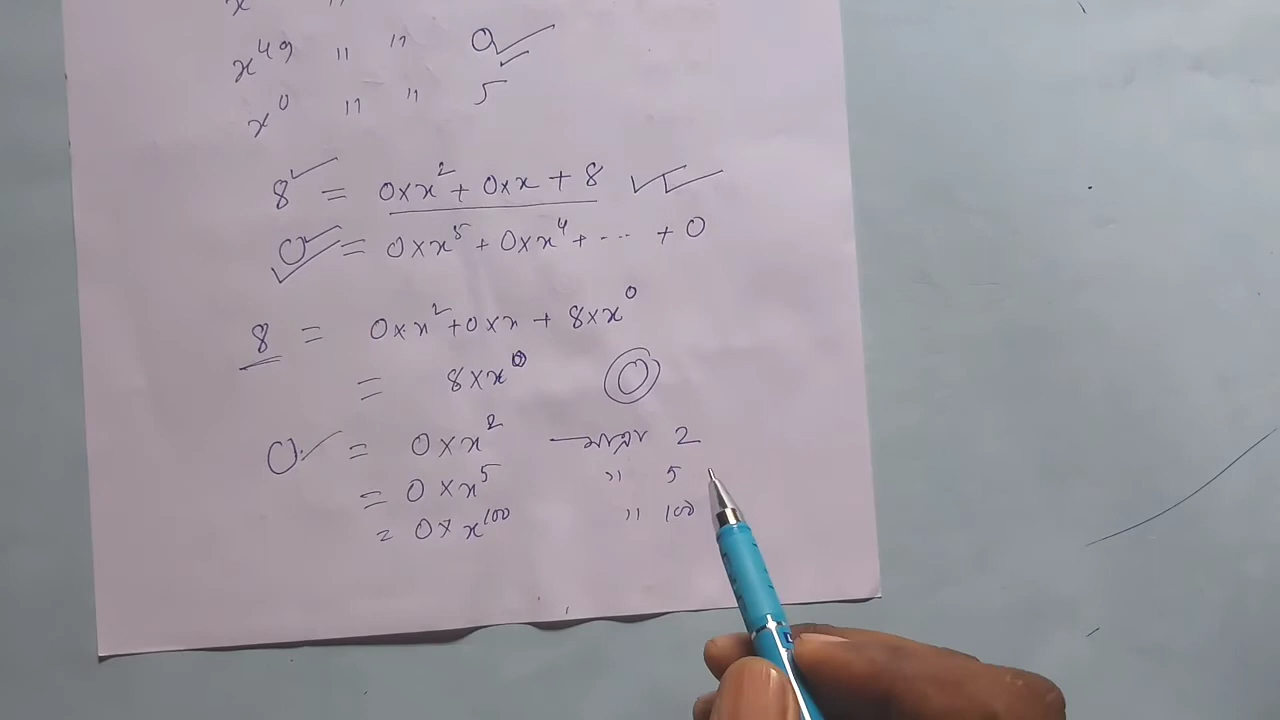 x " 
x⁴⁹ " " 0
x⁰ " " 5
8 = 0×x² + 0×x + 8
0 = 0×x⁵ + 0×x⁴ + ... + 0
8 = 0×x² + 0×x + 8×x⁰
= 8×x⁰ 0
0 = 0×x² 2
= 0×x⁵ " 5
= 0×x¹⁰⁰ " 100